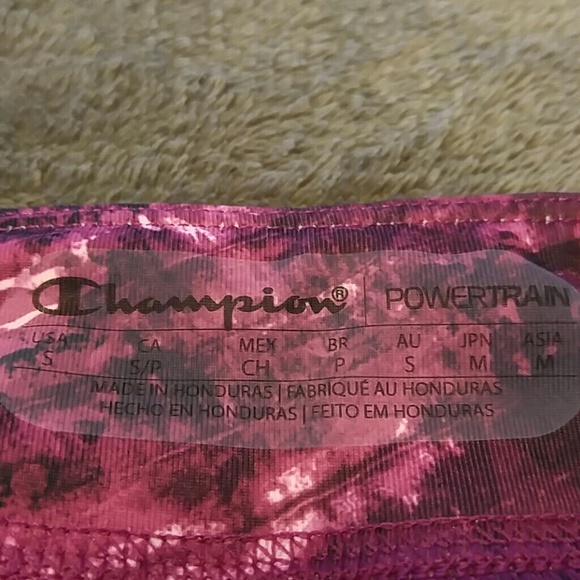 Champion® | POWERTRAIN
USA CA MEX BR AU JPN ASIA
S S/P CH P S M M
MADE IN HONDURAS | FABRIQUÉ AU HONDURAS
HECHO EN HONDURAS | FEITO EM HONDURAS